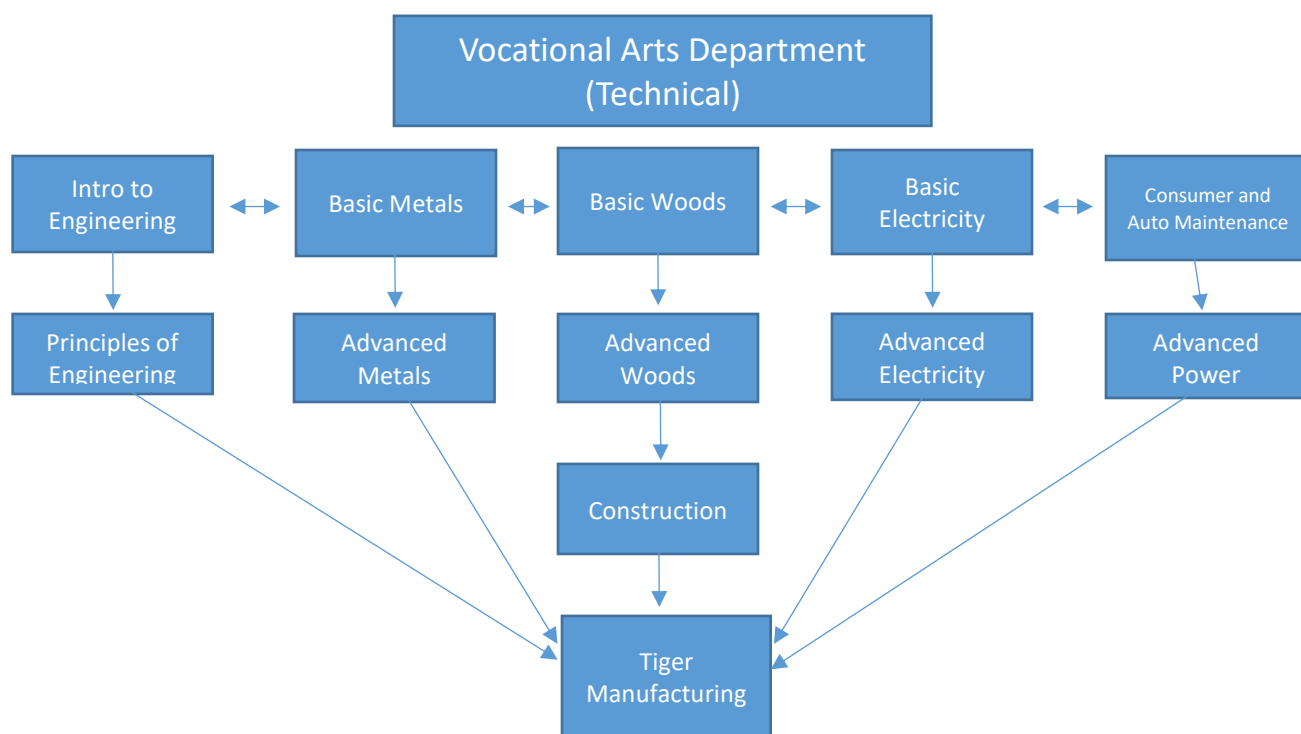 Vocational Arts Department
(Technical)
Intro to
Engineering
Basic Metals
Basic Woods
Basic
Electricity
Consumer and
Auto Maintenance
Principles of
Engineering
Advanced
Metals
Advanced
Woods
Advanced
Electricity
Advanced
Power
Construction
Tiger
Manufacturing